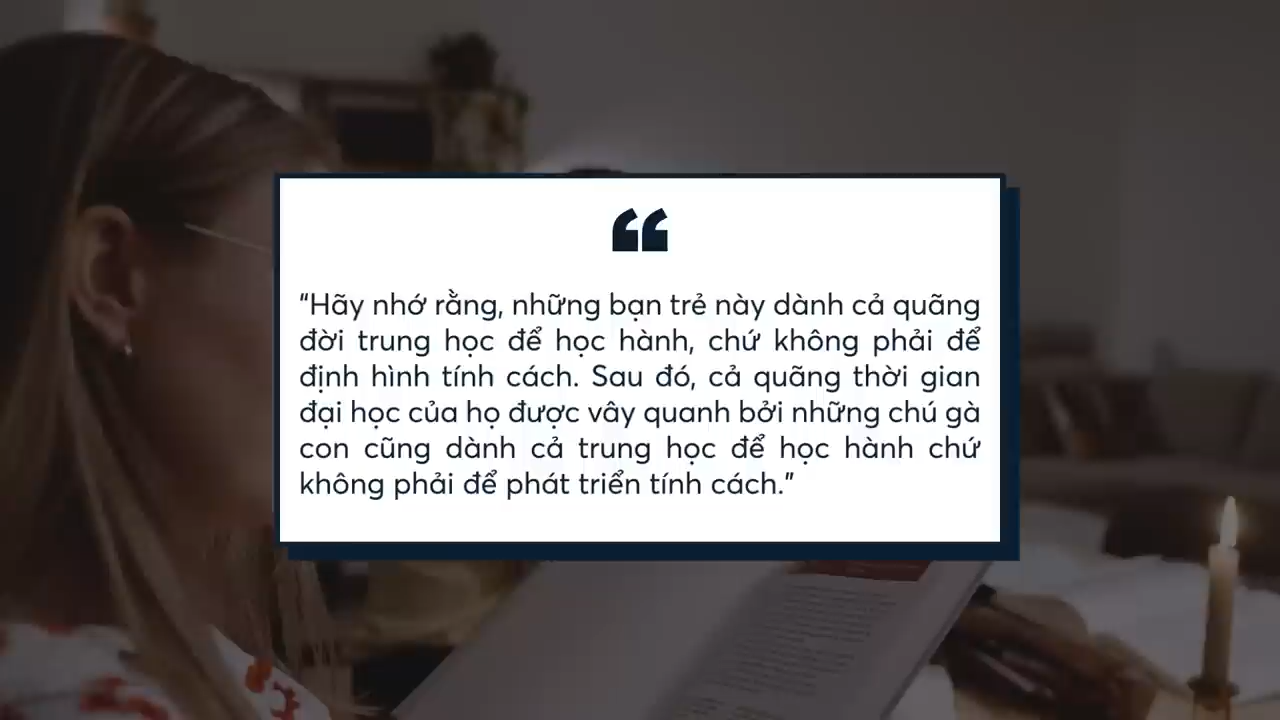 “Hãy nhớ rằng, những bạn trẻ này dành cả quãng
đời trung học để học hành, chứ không phải để
định hình tính cách. Sau đó, cả quãng thời gian
đại học của họ được vây quanh bởi những chú gà
con cũng dành cả trung học để học hành chứ
không phải để phát triển tính cách.”